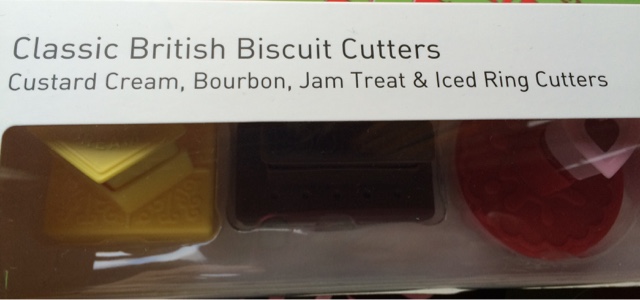 Classic British Biscuit Cutters
Custard Cream, Bourbon, Jam Treat & Iced Ring Cutters